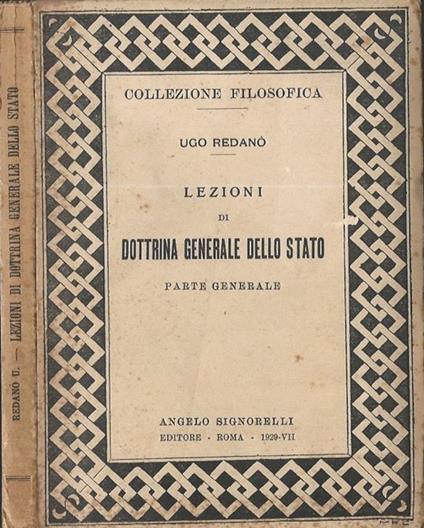 REDANÒ U. — LEZIONI DI DOTTRINA GENERALE DELLO STATO
COLLEZIONE FILOSOFICA
UGO REDANÒ
LEZIONI
DI
DOTTRINA GENERALE DELLO STATO
PARTE GENERALE
ANGELO SIGNORELLI
EDITORE - ROMA - 1929-VII